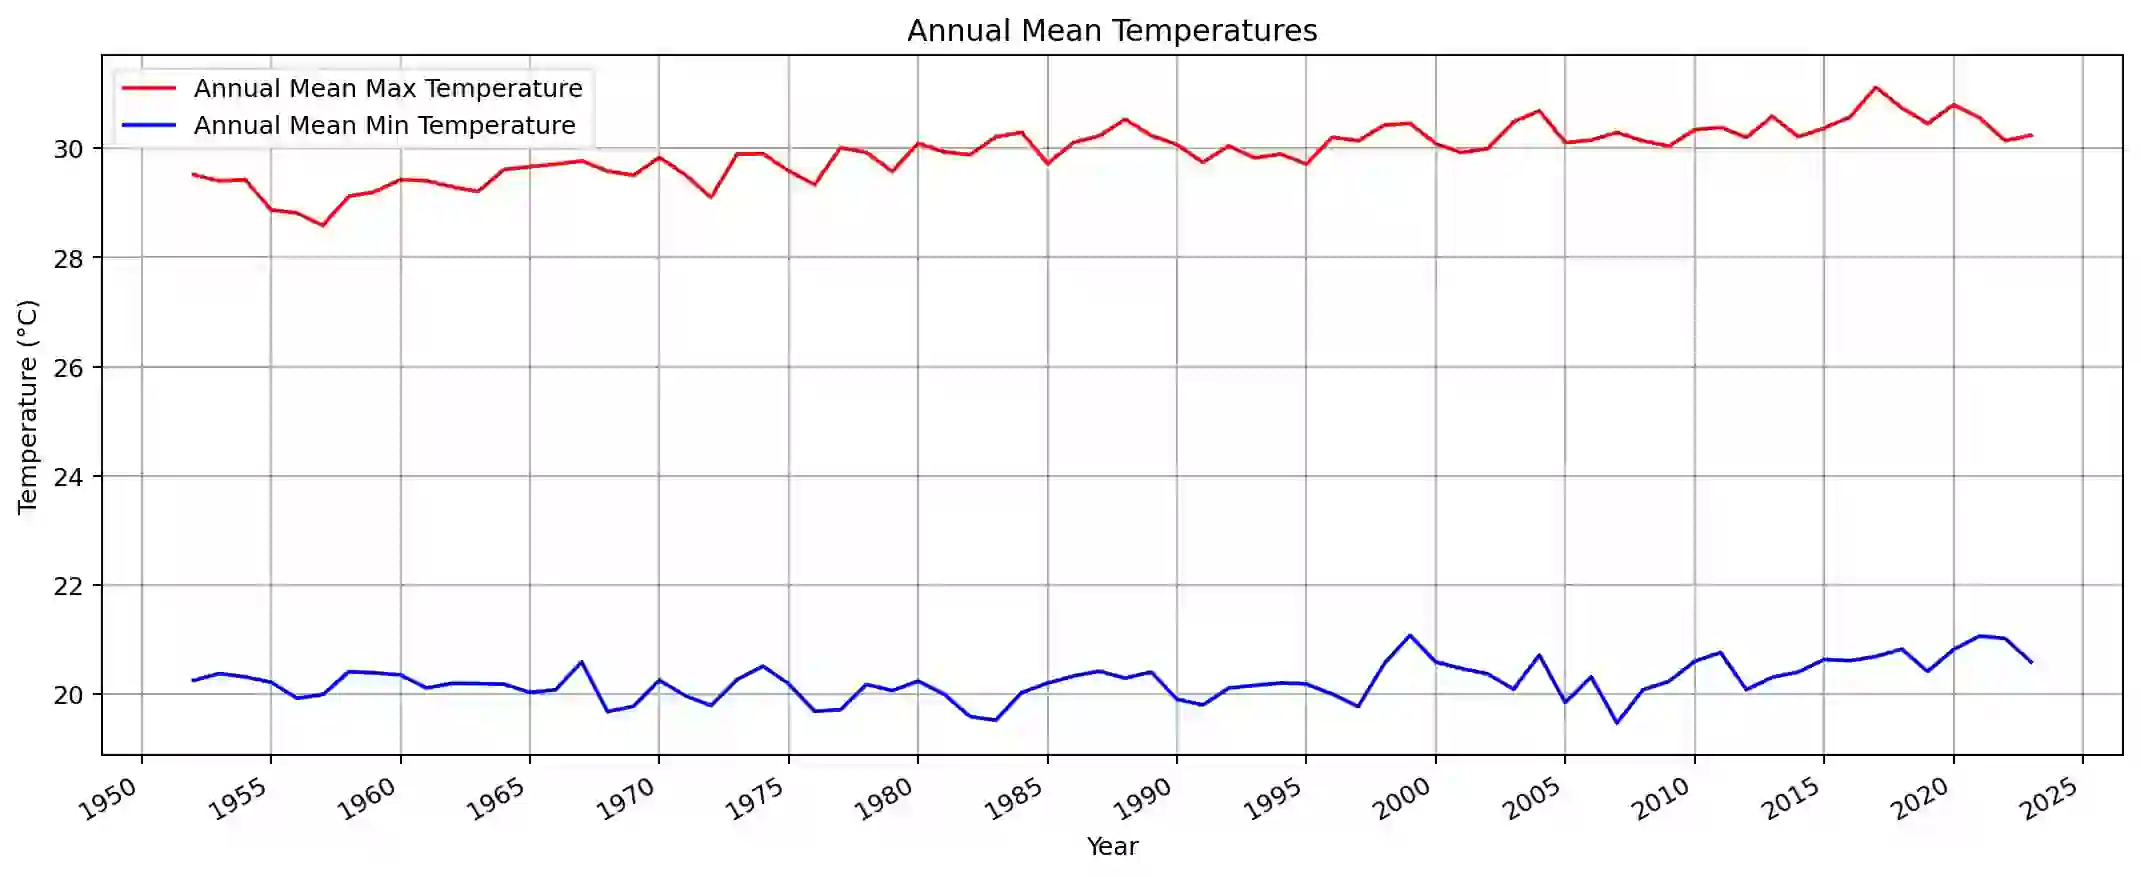 Annual Mean Temperatures
Annual Mean Max Temperature
Annual Mean Min Temperature
Temperature (°C)
30
28
26
24
22
20
1950 1955 1960 1965 1970 1975 1980 1985 1990 1995 2000 2005 2010 2015 2020 2025
Year